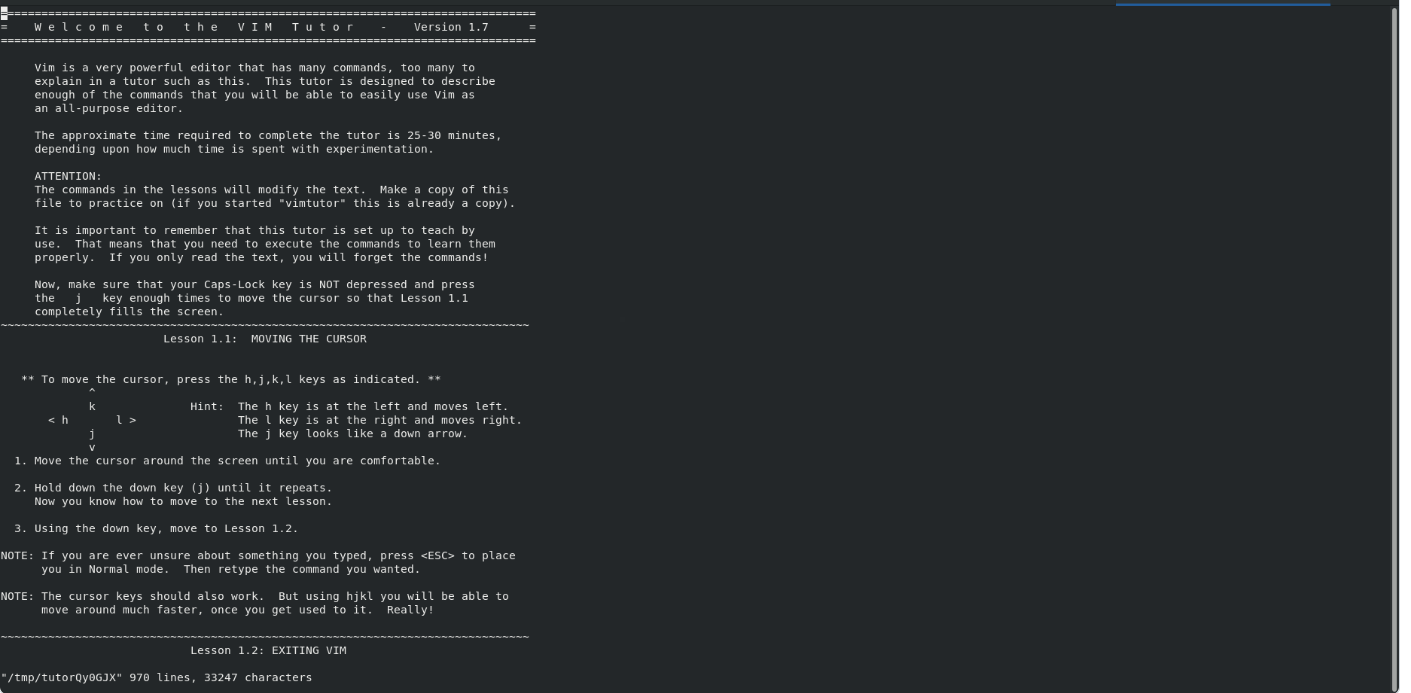 ===============================================================================
=    W e l c o m e   t o   t h e   V I M   T u t o r    -    Version 1.7      =
===============================================================================

     Vim is a very powerful editor that has many commands, too many to
     explain in a tutor such as this.  This tutor is designed to describe
     enough of the commands that you will be able to easily use Vim as
     an all-purpose editor.

     The approximate time required to complete the tutor is 25-30 minutes,
     depending upon how much time is spent with experimentation.

     ATTENTION:
     The commands in the lessons will modify the text.  Make a copy of this
     file to practice on (if you started "vimtutor" this is already a copy).

     It is important to remember that this tutor is set up to teach by
     use.  That means that you need to execute the commands to learn them
     properly.  If you only read the text, you will forget the commands!

     Now, make sure that your Caps-Lock key is NOT depressed and press
     the   j   key enough times to move the cursor so that Lesson 1.1
     completely fills the screen.
~~~~~~~~~~~~~~~~~~~~~~~~~~~~~~~~~~~~~~~~~~~~~~~~~~~~~~~~~~~~~~~~~~~~~~~~~~~~~~
                        Lesson 1.1:  MOVING THE CURSOR


   ** To move the cursor, press the h,j,k,l keys as indicated. **
             ^
             k              Hint:  The h key is at the left and moves left.
       < h       l >               The l key is at the right and moves right.
             j                     The j key looks like a down arrow.
             v
  1. Move the cursor around the screen until you are comfortable.

  2. Hold down the down key (j) until it repeats.
     Now you know how to move to the next lesson.

  3. Using the down key, move to Lesson 1.2.

NOTE: If you are ever unsure about something you typed, press <ESC> to place
      you in Normal mode.  Then retype the command you wanted.

NOTE: The cursor keys should also work.  But using hjkl you will be able to
      move around much faster, once you get used to it.  Really!

~~~~~~~~~~~~~~~~~~~~~~~~~~~~~~~~~~~~~~~~~~~~~~~~~~~~~~~~~~~~~~~~~~~~~~~~~~~~~~
                            Lesson 1.2: EXITING VIM

"/tmp/tutorQy0GJX" 970 lines, 33247 characters